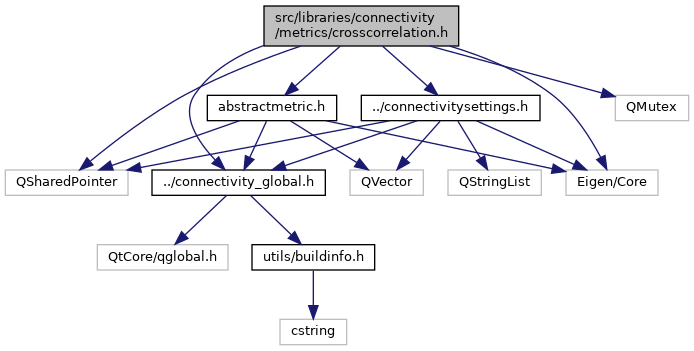 src/libraries/connectivity
/metrics/crosscorrelation.h
abstractmetric.h
../connectivitysettings.h
QMutex
QSharedPointer
../connectivity_global.h
QVector
QStringList
Eigen/Core
QtCore/qglobal.h
utils/buildinfo.h
cstring